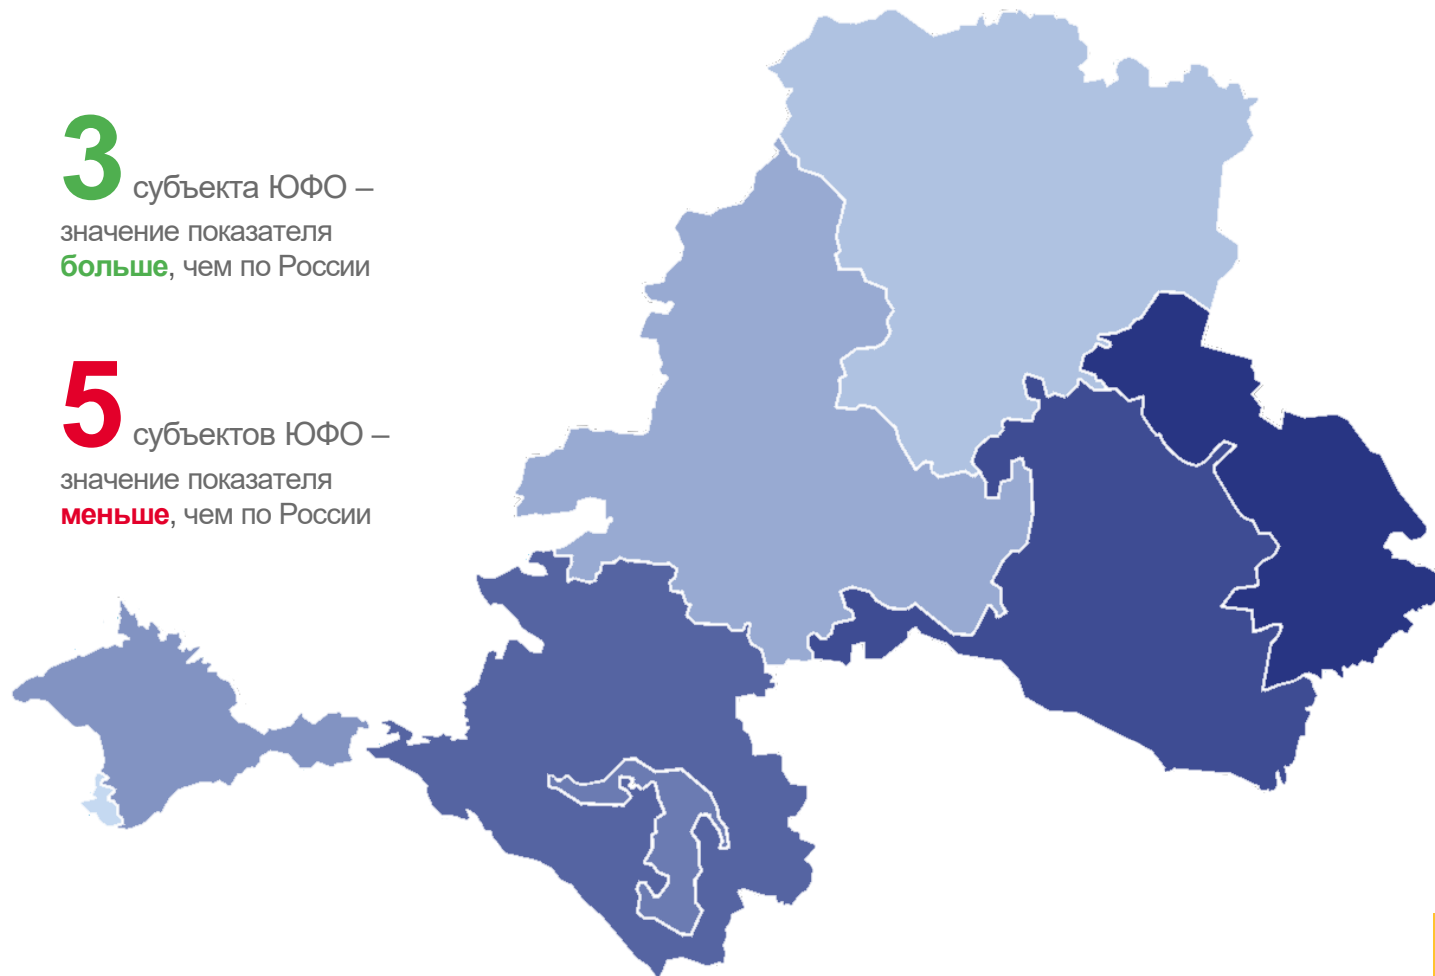 3 субъекта ЮФО –
значение показателя
больше, чем по России
5 субъектов ЮФО –
значение показателя
меньше, чем по России